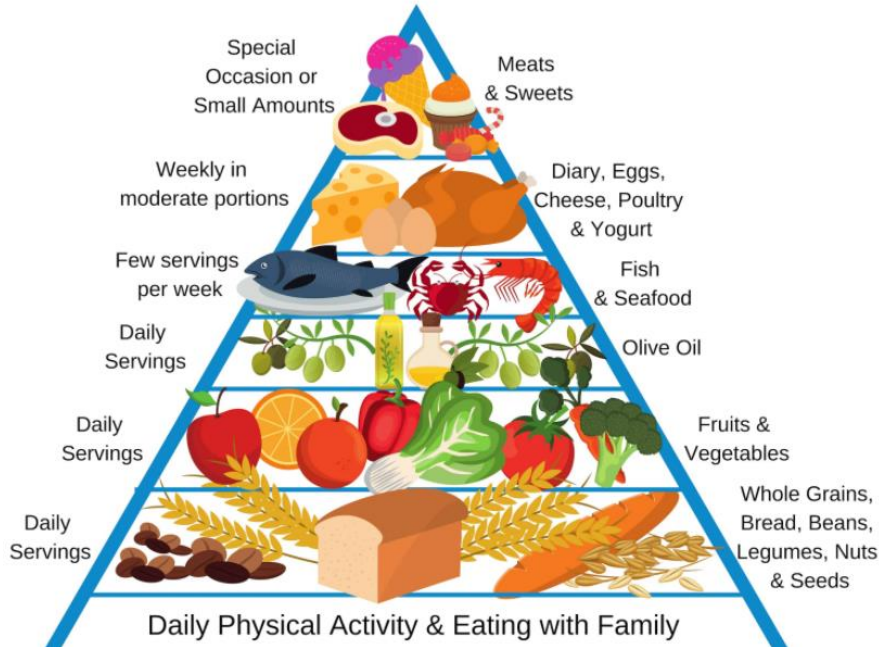 Special
Occasion or
Small Amounts
Meats
& Sweets
Weekly in
moderate portions
Diary, Eggs,
Cheese, Poultry
& Yogurt
Few servings
per week
Fish
& Seafood
Daily
Servings
Olive Oil
Daily
Servings
Fruits &
Vegetables
Daily
Servings
Whole Grains,
Bread, Beans,
Legumes, Nuts
& Seeds
Daily Physical Activity & Eating with Family